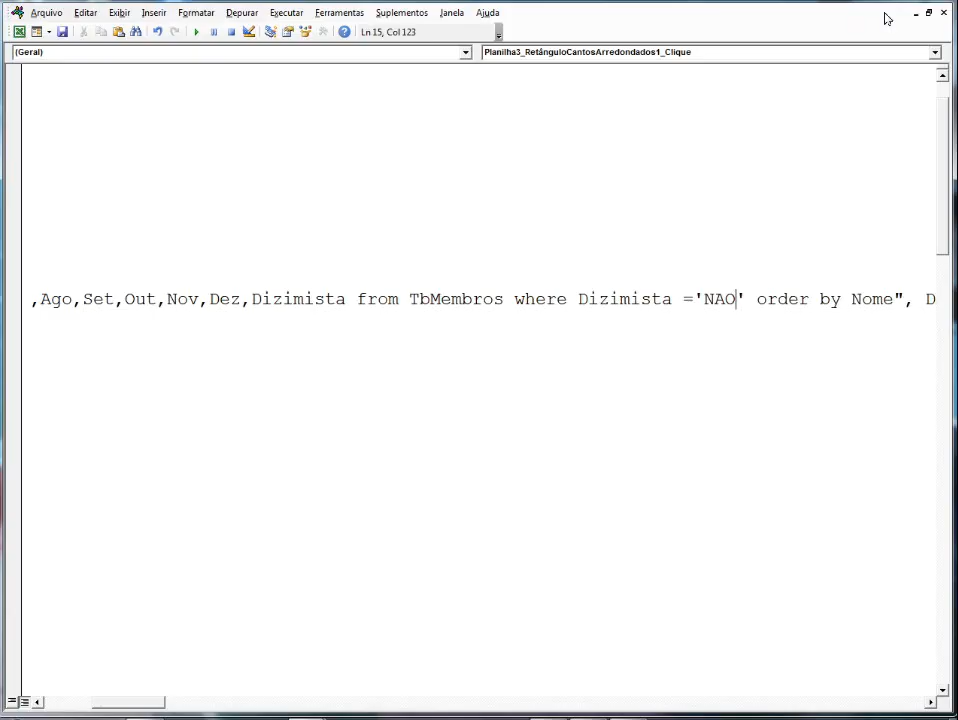 Arquivo Editar Exibir Inserir Formatar Depurar Executar Ferramentas Suplementos Janela Ajuda
Ln 15, Col 123
(Geral) Planilha3_RetânguloCantosArredondados1_Clique
,Ago,Set,Out,Nov,Dez,Dizimista from TbMembros where Dizimista ='NAO' order by Nome", D